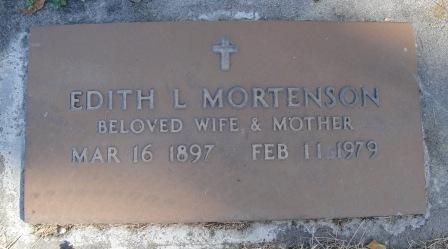 EDITH L MORTENSON
BELOVED WIFE & MOTHER
MAR 16 1897 FEB 11 1979